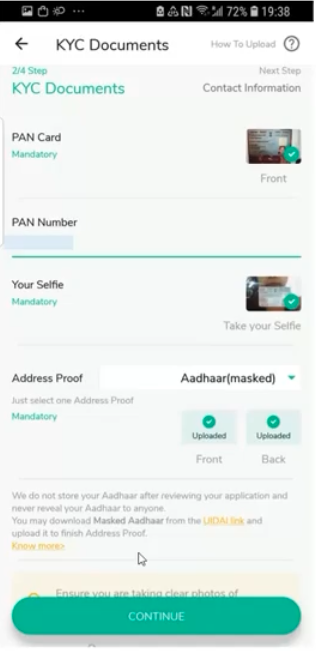 72% 19:38
KYC Documents How To Upload ?
2/4 Step Next Step
KYC Documents Contact Information
PAN Card
Mandatory
Front
PAN Number
Your Selfie
Mandatory
Take your Selfie
Address Proof Aadhaar(masked)
Just select one Address Proof
Mandatory
Uploaded Uploaded
Front Back
We do not store your Aadhaar after reviewing your application and
never reveal your Aadhaar to anyone.
You may download Masked Aadhaar from the UIDAI link and
upload it to finish Address Proof.
Know more>
Ensure you are taking clear photos of
CONTINUE